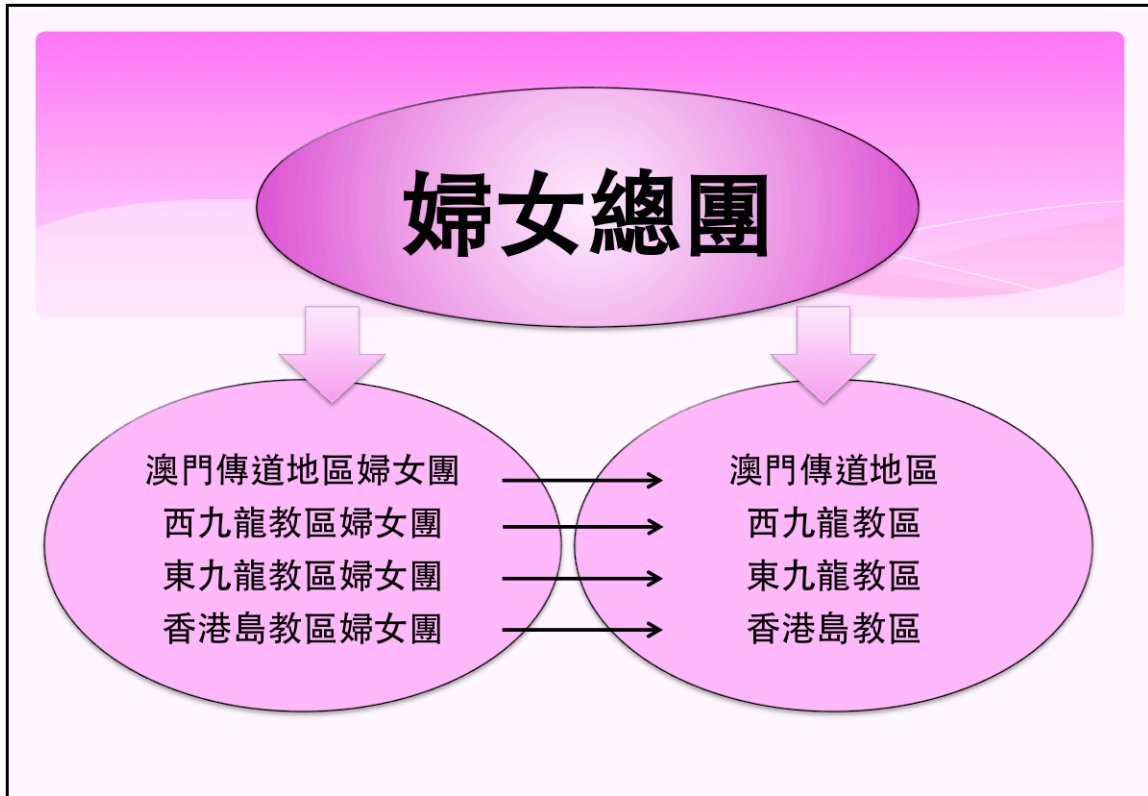 婦女總團
澳門傳道地區婦女團
西九龍教區婦女團
東九龍教區婦女團
香港島教區婦女團
澳門傳道地區
西九龍教區
東九龍教區
香港島教區